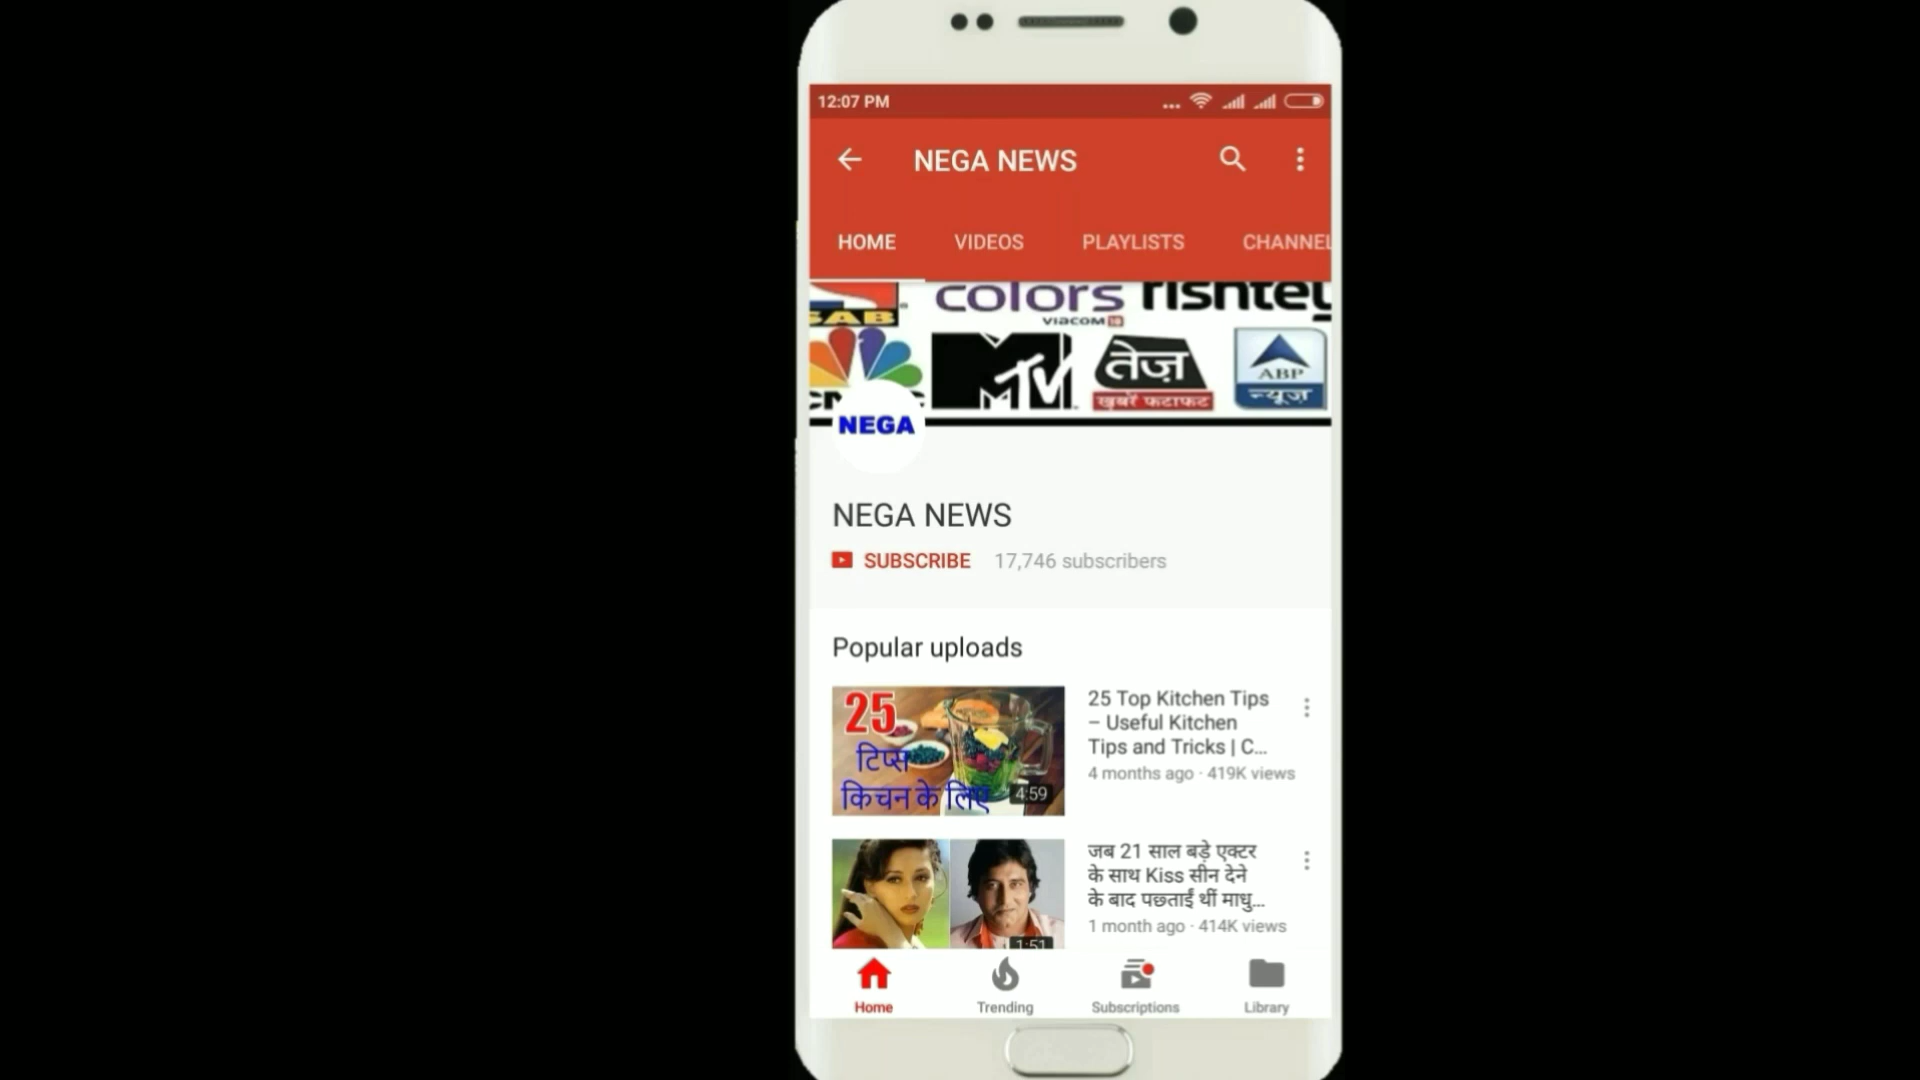 12:07 PM
NEGA NEWS
HOME VIDEOS PLAYLISTS CHANNEL
SAB colors rishtey
VIACOM 18
MTV तेज़ ABP
ख़बरें फटाफट न्यूज़
NEGA
NEGA NEWS
SUBSCRIBE 17,746 subscribers
Popular uploads
25
टिप्स
किचन के लिए
4:59
25 Top Kitchen Tips
– Useful Kitchen
Tips and Tricks | C...
4 months ago · 419K views
1:51
जब 21 साल बड़े एक्टर
के साथ Kiss सीन देने
के बाद पछताईं थीं माधु...
1 month ago · 414K views
Home Trending Subscriptions Library